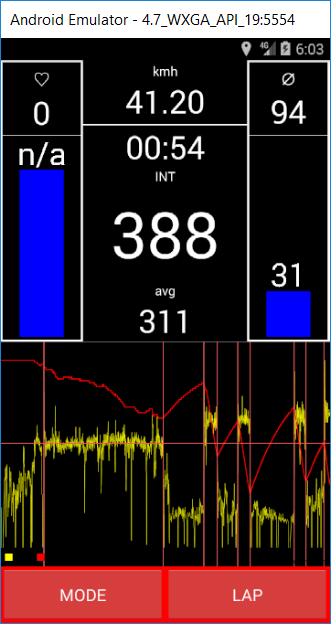 Android Emulator - 4.7_WXGA_API_19:5554
4G 6:03
♡ kmh Ø
0 41.20 94
n/a 00:54
INT
388
31
avg
311
MODE LAP